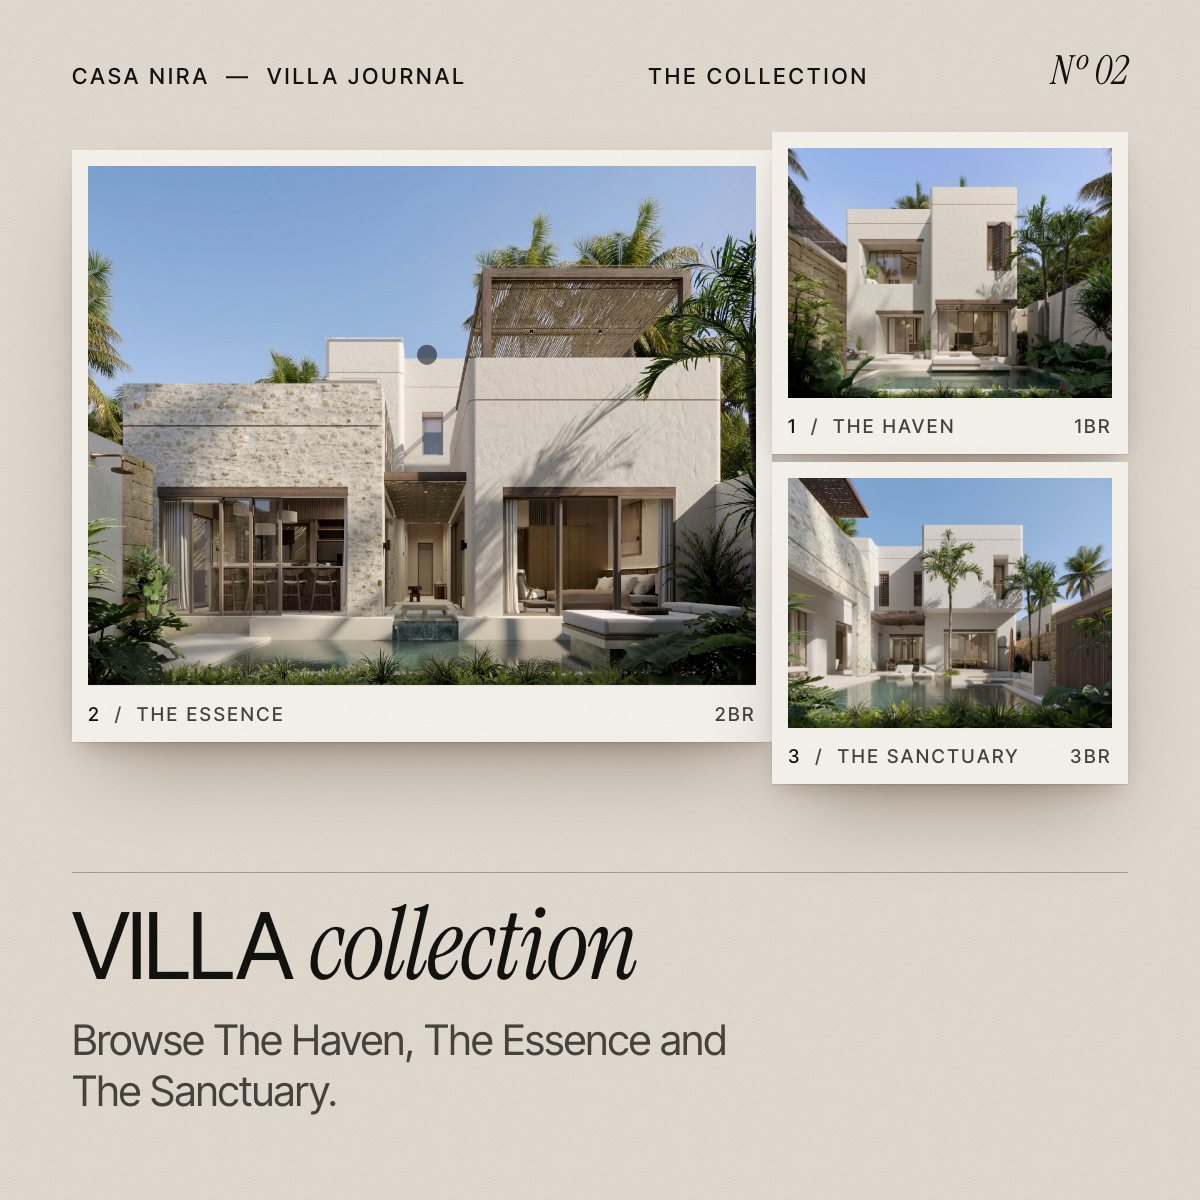 CASA NIRA — VILLA JOURNAL
THE COLLECTION
Nº 02
2 / THE ESSENCE
2BR
1 / THE HAVEN
1BR
3 / THE SANCTUARY
3BR
VILLA collection
Browse The Haven, The Essence and
The Sanctuary.